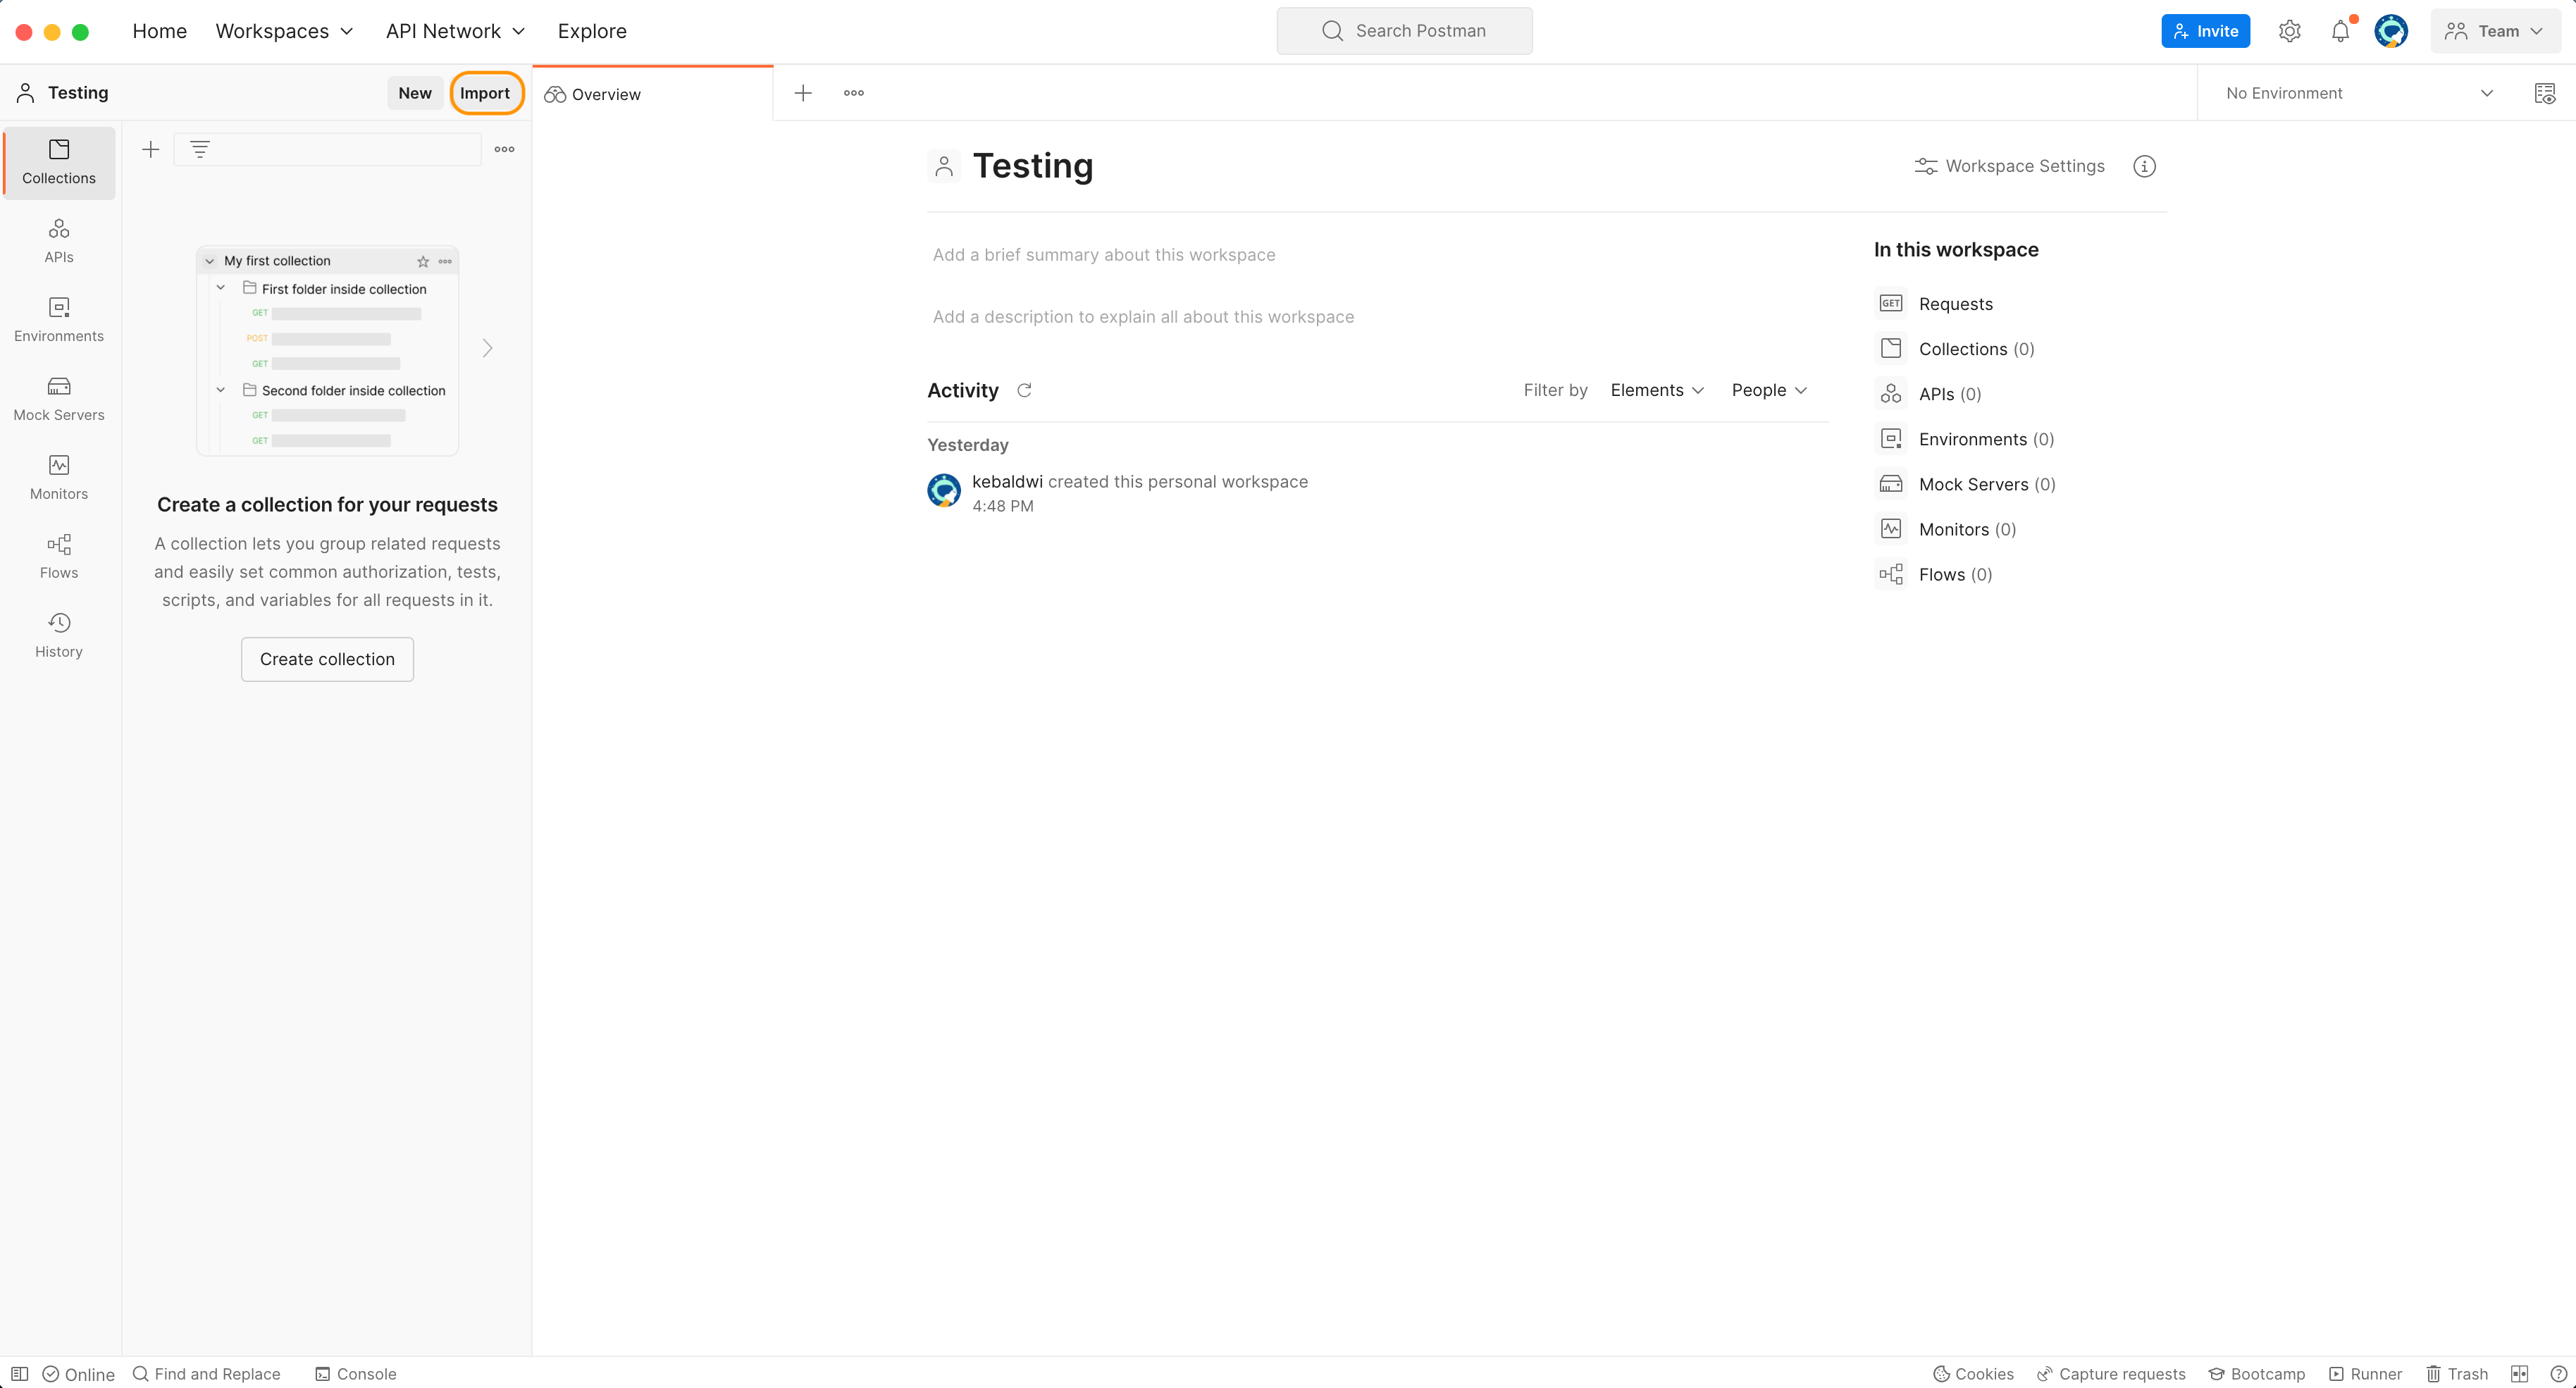 Home Workspaces API Network Explore Search Postman Invite Team
Testing New Import Overview No Environment
Collections
APIs
Environments
Mock Servers
Monitors
Flows
History
My first collection
First folder inside collection
GET
POST
GET
Second folder inside collection
GET
GET
Create a collection for your requests
A collection lets you group related requests
and easily set common authorization, tests,
scripts, and variables for all requests in it.
Create collection
Testing Workspace Settings
Add a brief summary about this workspace
Add a description to explain all about this workspace
Activity Filter by Elements People
Yesterday
kebaldwi created this personal workspace
4:48 PM
In this workspace
GET Requests
Collections (0)
APIs (0)
Environments (0)
Mock Servers (0)
Monitors (0)
Flows (0)
Online Find and Replace Console Cookies Capture requests Bootcamp Runner Trash